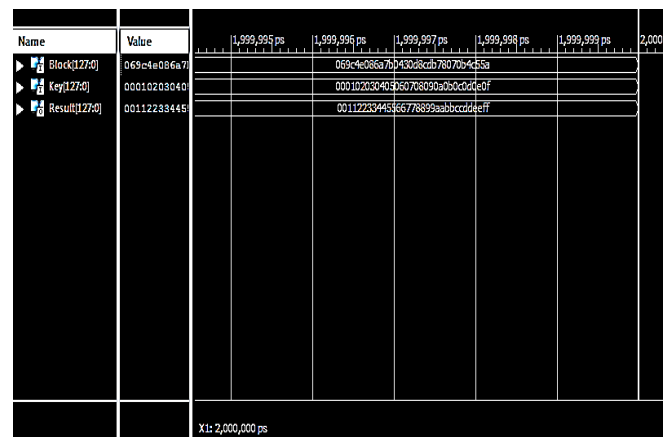 Name Value 1,999,995 ps 1,999,996 ps 1,999,997 ps 1,999,998 ps 1,999,999 ps 2,000
Block[127:0] 069c4e086a7 069c4e086a7b0430d8cdb78070b4c55a
Key[127:0] 00010203040 000102030405060708090a0b0c0d0e0f
Result[127:0] 00112233445 00112233445566778899aabbccddeeff
X1: 2,000,000 ps